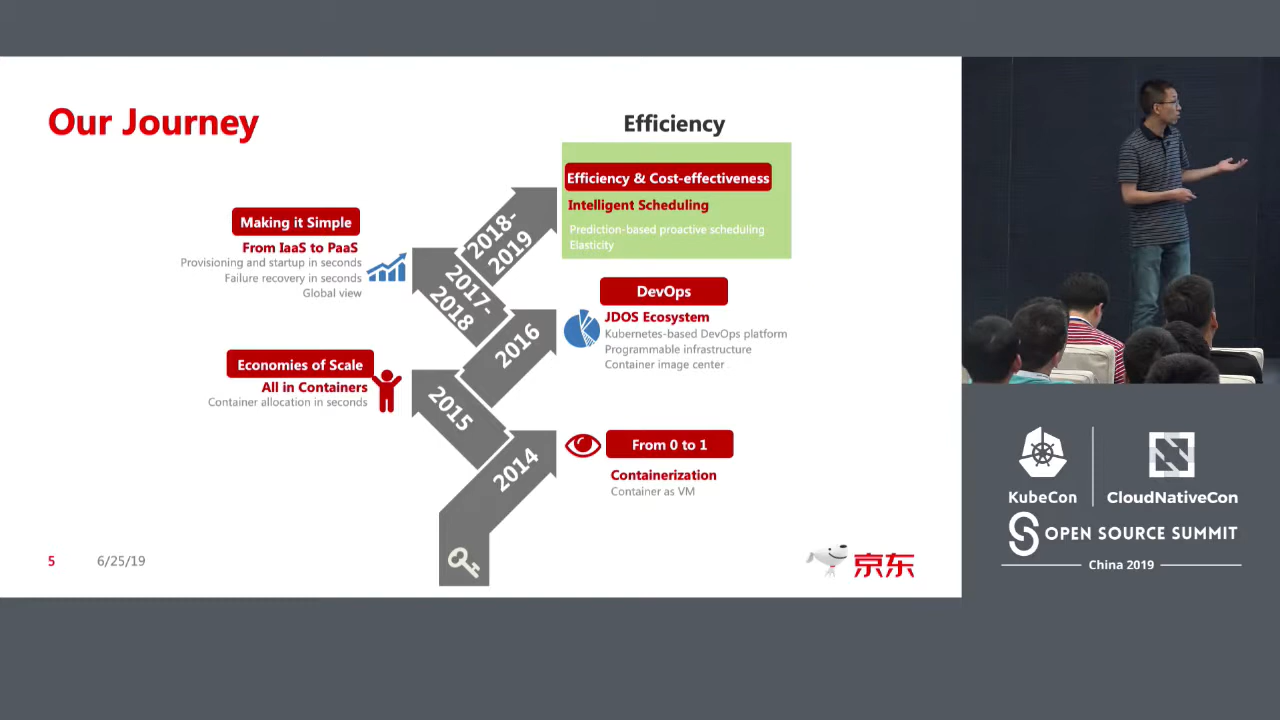 Our Journey
Efficiency
Efficiency & Cost-effectiveness
Intelligent Scheduling
Prediction-based proactive scheduling
Elasticity
2018-
2019
Making it Simple
From IaaS to PaaS
Provisioning and startup in seconds
Failure recovery in seconds
Global view
2017-
2018
DevOps
JDOS Ecosystem
Kubernetes-based DevOps platform
Programmable infrastructure
Container image center
2016
Economies of Scale
All in Containers
Container allocation in seconds
2015
From 0 to 1
Containerization
Container as VM
2014
5
6/25/19
京东
KubeCon
CloudNativeCon
OPEN SOURCE SUMMIT
China 2019